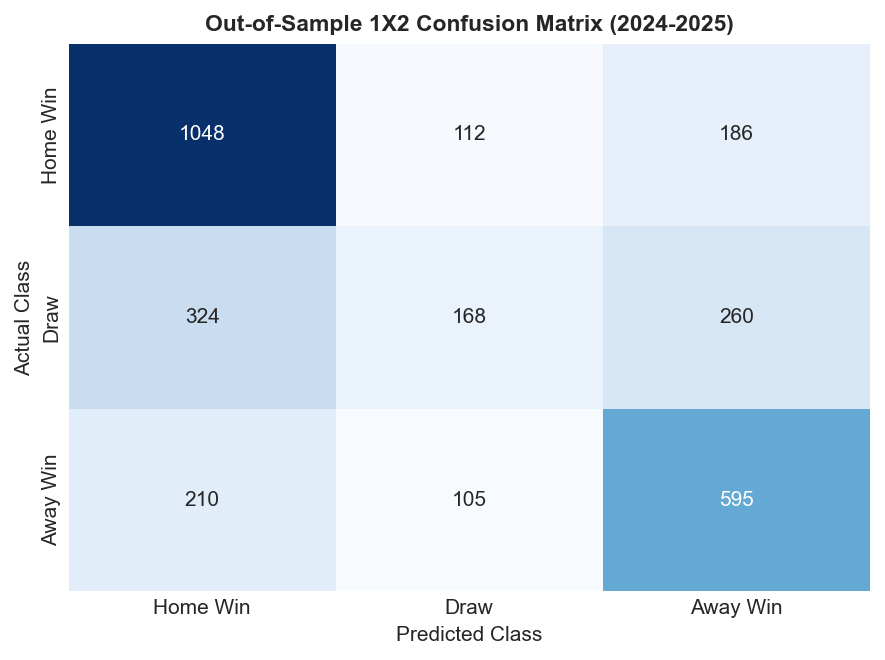 Out-of-Sample 1X2 Confusion Matrix (2024-2025)
Actual Class
Home Win
1048 112 186
Draw
324 168 260
Away Win
210 105 595
Home Win Draw Away Win
Predicted Class